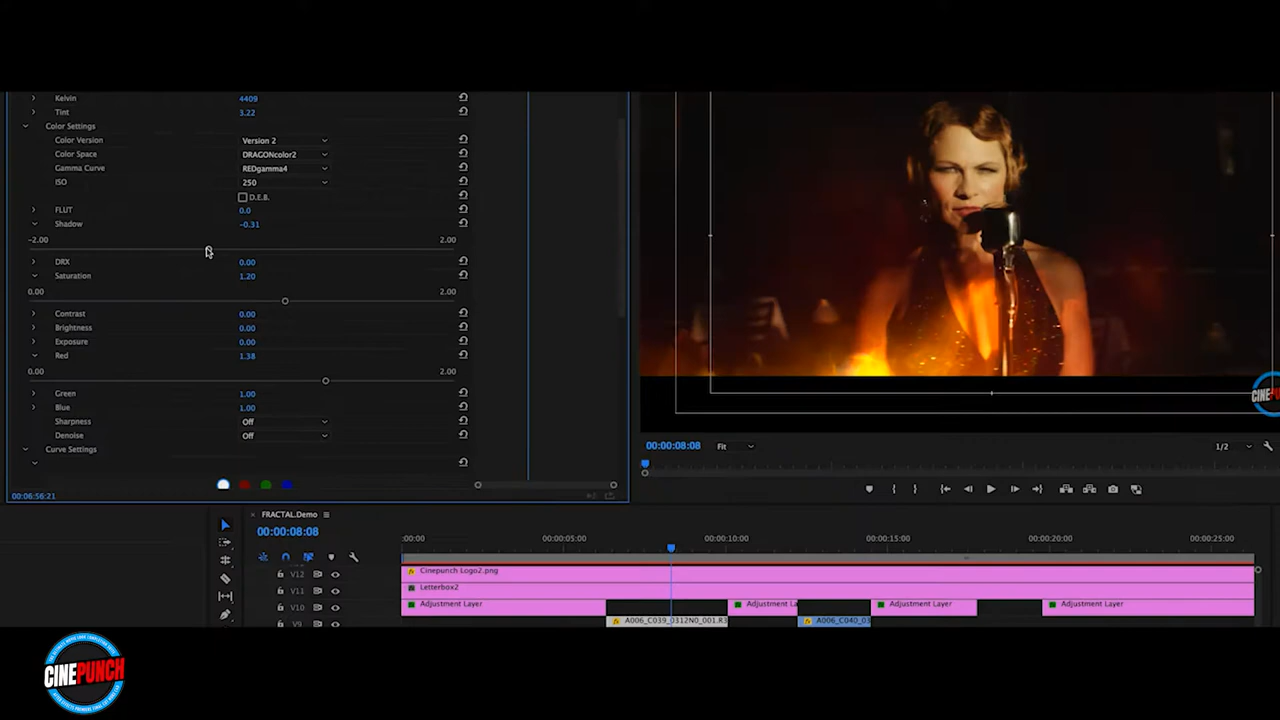 Kelvin 4409
Tint 3.22
Color Settings
Color Version Version 2
Color Space DRAGONcolor2
Gamma Curve REDgamma4
ISO 250
D.E.B.
FLUT 0.0
Shadow -0.31
-2.00 2.00
DRX 0.00
Saturation 1.20
0.00 2.00
Contrast 0.00
Brightness 0.00
Exposure 0.00
Red 1.38
0.00 2.00
Green 1.00
Blue 1.00
Sharpness Off
Denoise Off
Curve Settings
00:06:56:21
CINEPUNCH
00:00:08:08 Fit 1/2
FRACTAL.Demo
00:00:08:08
:00:00 00:00:05:00 00:00:10:00 00:00:15:00 00:00:20:00 00:00:25:00
V12 Cinepunch Logo2.png
V11 Letterbox2
V10 Adjustment Layer Adjustment La Adjustment Layer Adjustment Layer
V9 A006_C039_0312N0_001.R3 A006_C040_03
CINEPUNCH